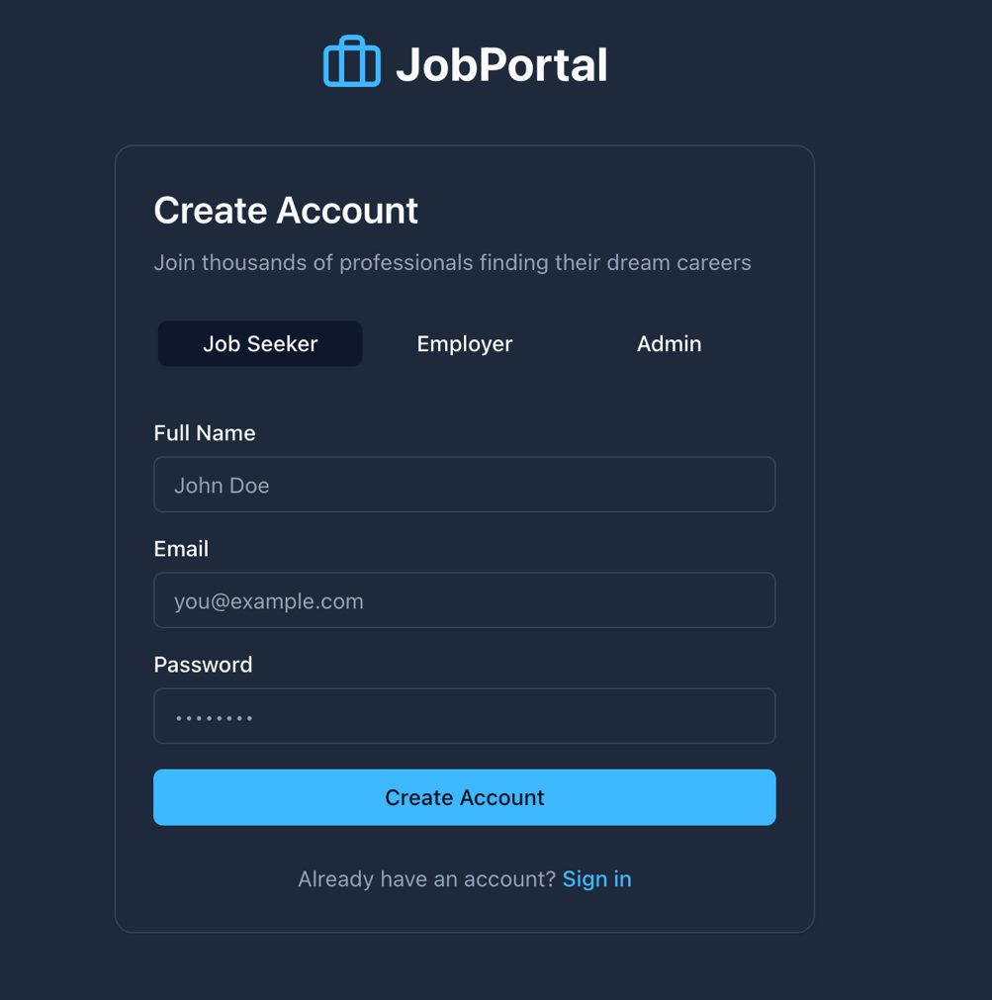 JobPortal
Create Account
Join thousands of professionals finding their dream careers
Job Seeker Employer Admin
Full Name
John Doe
Email
you@example.com
Password
••••••••
Create Account
Already have an account? Sign in